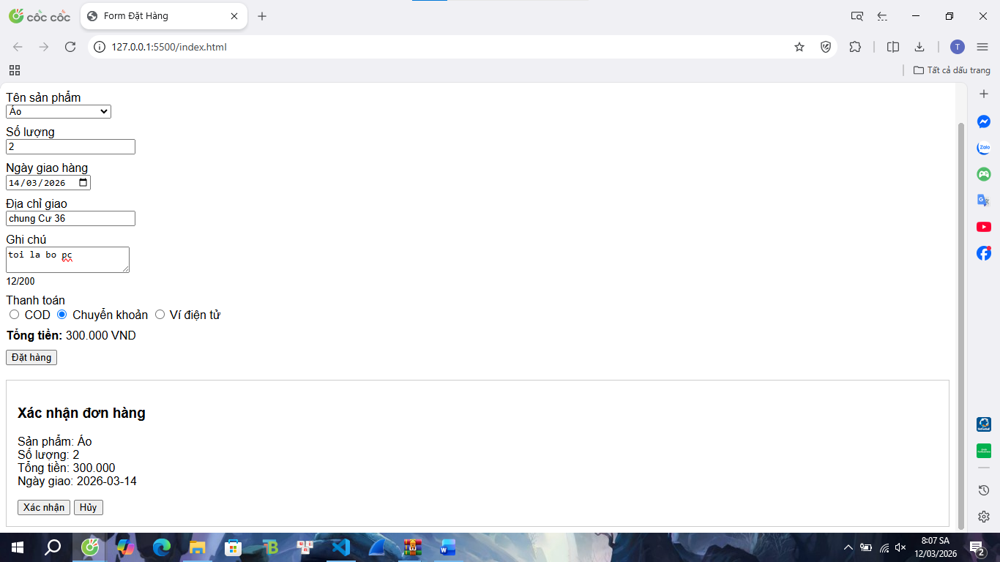 cốc cốc
Form Đặt Hàng
127.0.0.1:5500/index.html
T
Tất cả dấu trang
Tên sản phẩm
Áo
Số lượng
2
Ngày giao hàng
14/03/2026
Địa chỉ giao
chung Cư 36
Ghi chú
toi la bo pc
12/200
Thanh toán
COD Chuyển khoản Ví điện tử
Tổng tiền: 300.000 VND
Đặt hàng
Xác nhận đơn hàng
Sản phẩm: Áo
Số lượng: 2
Tổng tiền: 300.000
Ngày giao: 2026-03-14
Xác nhận Hủy
Zalo
8:07 SA
12/03/2026
2